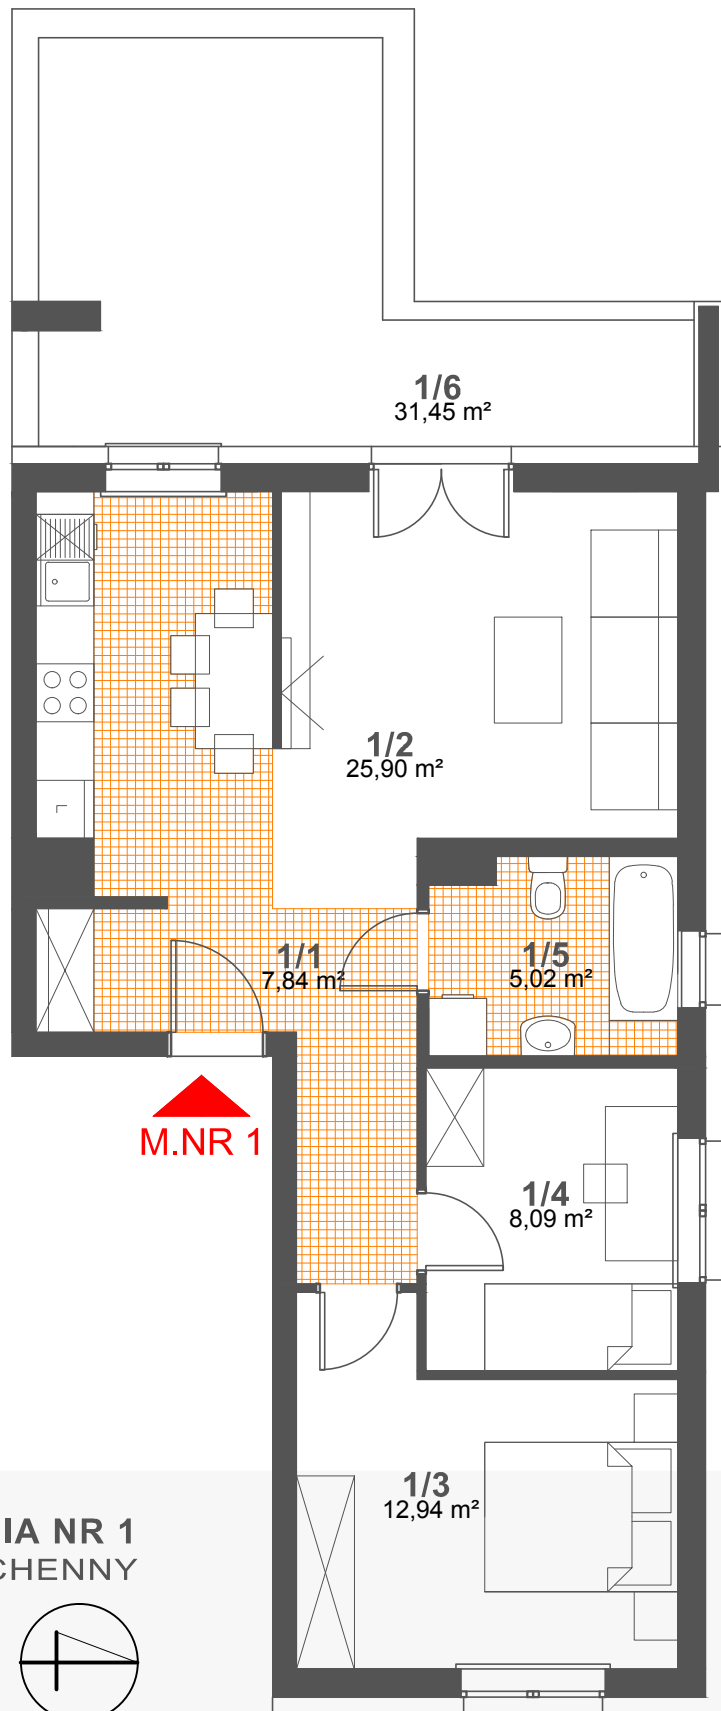 1/6
31,45 m²
1/2
25,90 m²
1/1
7,84 m²
1/5
5,02 m²
M.NR 1
1/4
8,09 m²
1/3
12,94 m²
IA NR 1
CHENNY